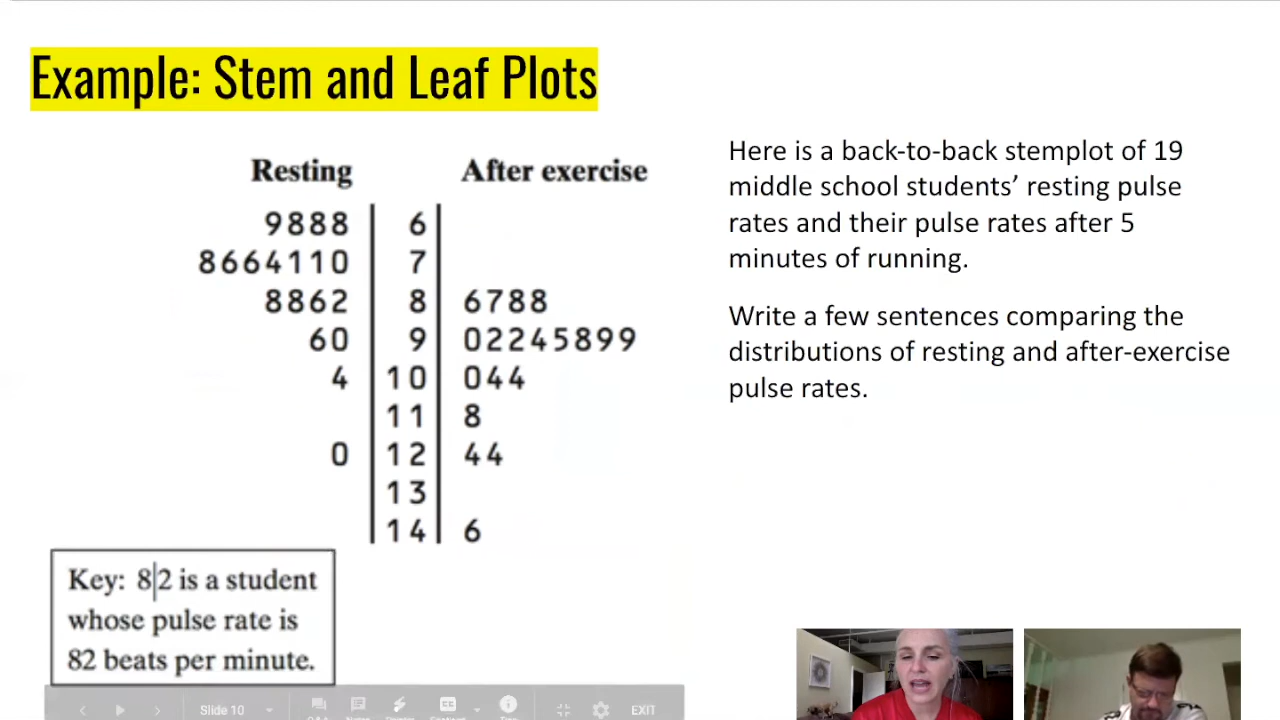 Example: Stem and Leaf Plots
Resting After exercise
9888 6
8664110 7
8862 8 6788
60 9 02245899
4 10 044
11 8
0 12 44
13
14 6
Key: 8|2 is a student
whose pulse rate is
82 beats per minute.
Here is a back-to-back stemplot of 19
middle school students’ resting pulse
rates and their pulse rates after 5
minutes of running.
Write a few sentences comparing the
distributions of resting and after-exercise
pulse rates.
Slide 10
EXIT